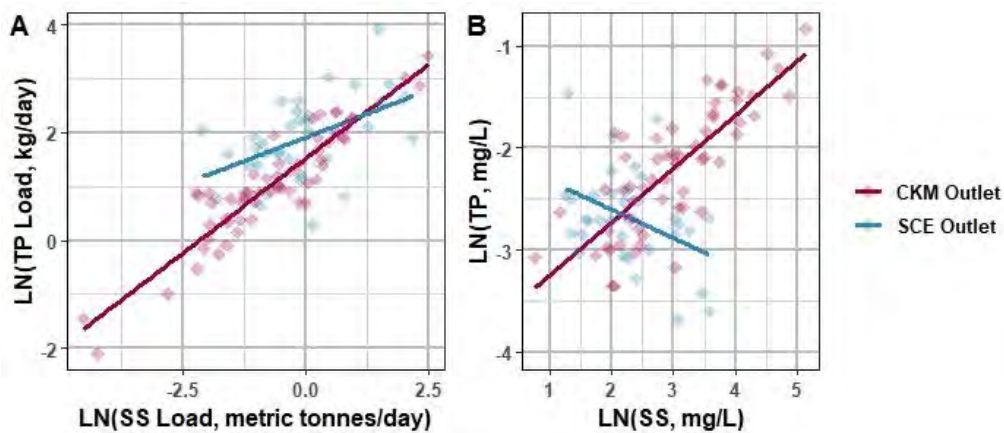 A
LN(TP Load, kg/day)
4
2
0
-2
-2.5
0.0
2.5
LN(SS Load, metric tonnes/day)
B
LN(TP, mg/L)
-1
-2
-3
-4
1
2
3
4
5
LN(SS, mg/L)
CKM Outlet
SCE Outlet